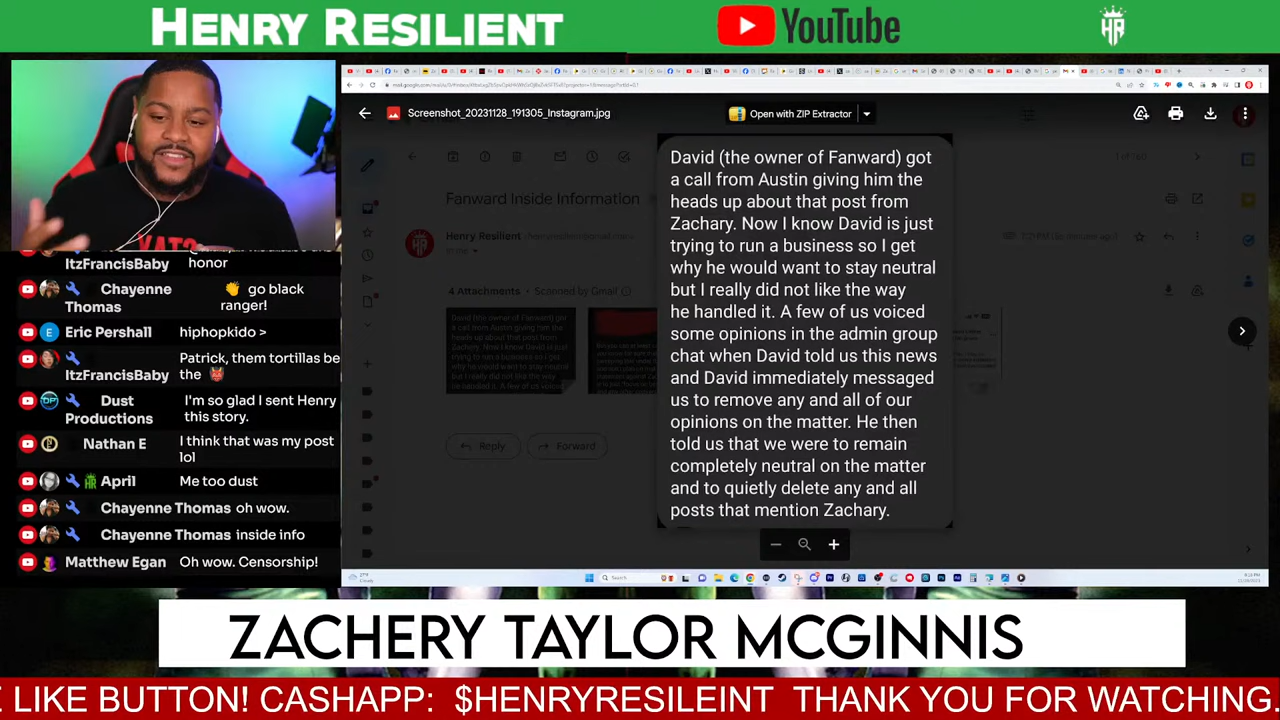 HENRY RESILIENT
YouTube
HR
Screenshot_20231128_191305_Instagram.jpg
Open with ZIP Extractor
Fanward Inside Information
Henry Resilient
4 Attachments • Scanned by Gmail
Reply
Forward
David (the owner of Fanward) got
a call from Austin giving him the
heads up about that post from
Zachary. Now I know David is just
trying to run a business so I get
why he would want to stay neutral
but I really did not like the way
he handled it. A few of us voiced
some opinions in the admin group
chat when David told us this news
and David immediately messaged
us to remove any and all of our
opinions on the matter. He then
told us that we were to remain
completely neutral on the matter
and to quietly delete any and all
posts that mention Zachary.
ItzFrancisBaby
honor
Chayenne Thomas
👏 go black
ranger!
Eric Pershall hiphopkido >
ItzFrancisBaby
Patrick, them tortillas be
the 👹
Dust Productions
I'm so glad I sent Henry
this story.
Nathan E
I think that was my post
lol
April Me too dust
Chayenne Thomas oh wow.
Chayenne Thomas inside info
Matthew Egan Oh wow. Censorship!
Search
ZACHERY TAYLOR MCGINNIS
LIKE BUTTON! CASHAPP: $HENRYRESILEINT THANK YOU FOR WATCHING.